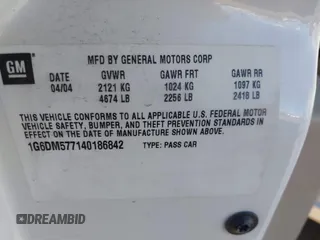 GM
MFD BY GENERAL MOTORS CORP
DATE GVWR GAWR FRT GAWR RR
04/04 2121 KG 1024 KG 1097 KG
4674 LB 2256 LB 2418 LB
THIS VEHICLE CONFORMS TO ALL APPLICABLE U.S. FEDERAL MOTOR
VEHICLE SAFETY, BUMPER, AND THEFT PREVENTION STANDARDS IN
EFFECT ON THE DATE OF MANUFACTURE SHOWN ABOVE.
1G6DM577140186842 TYPE: PASS CAR
1DREAMBID